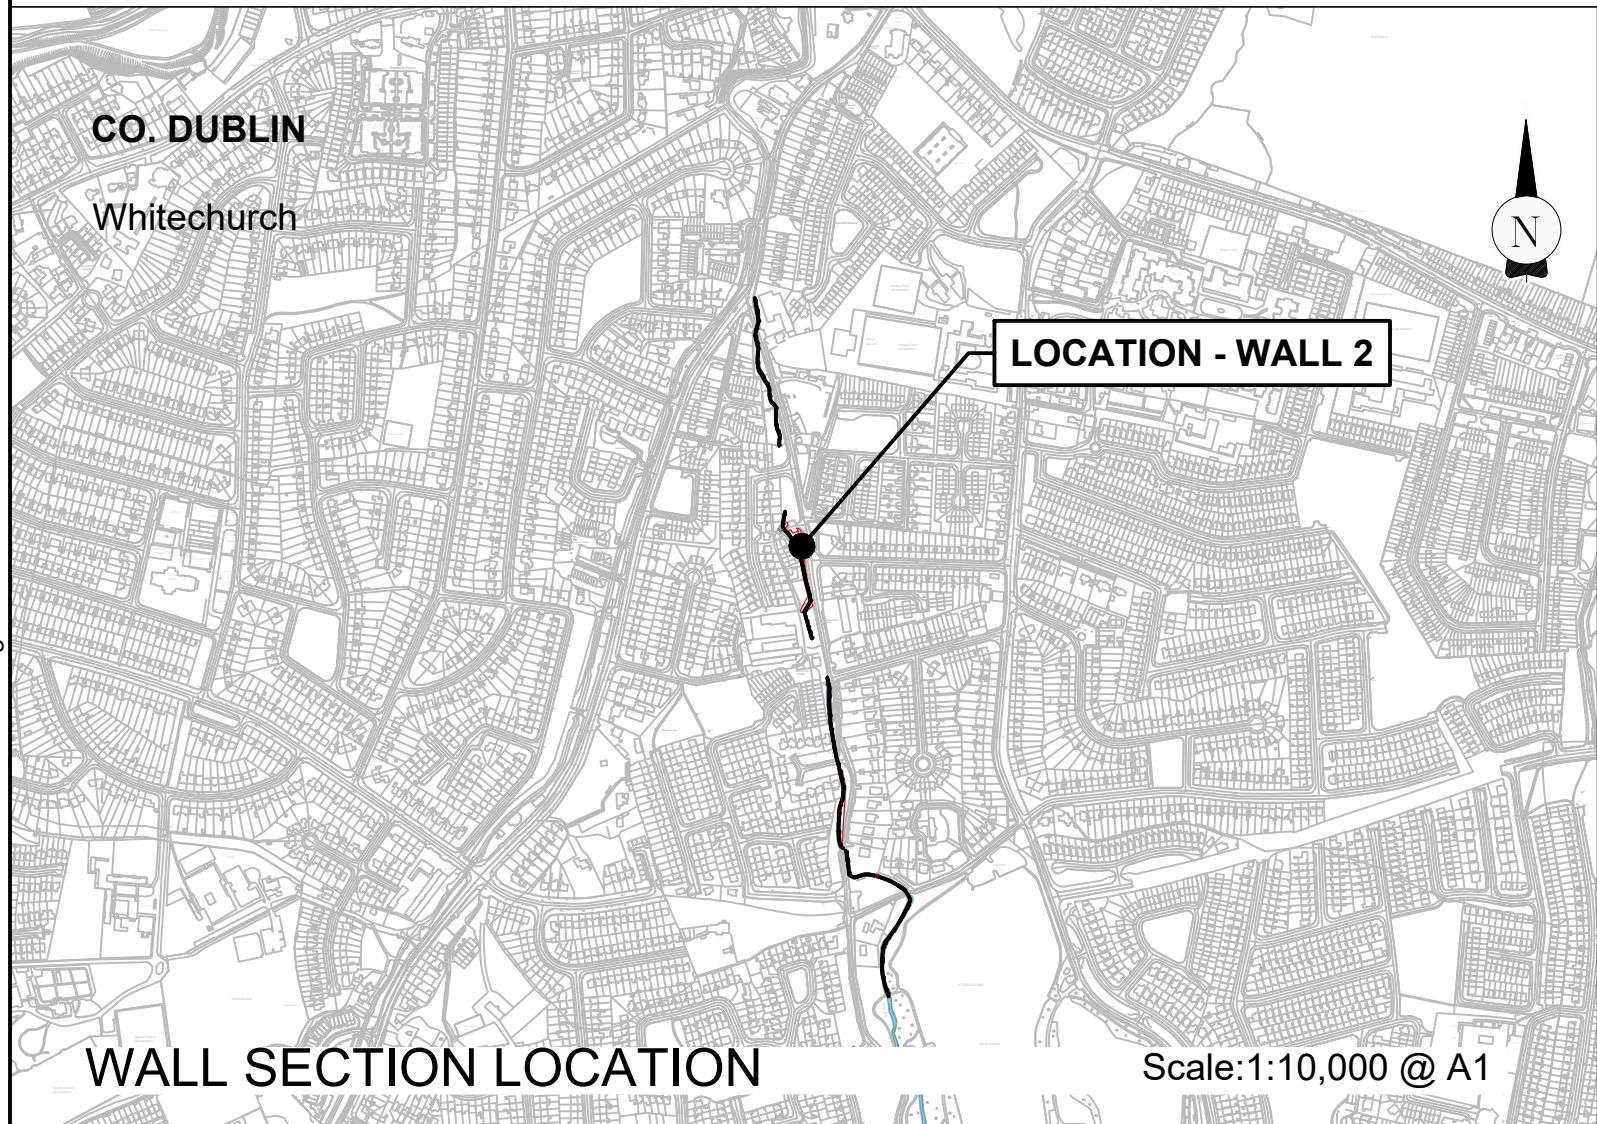 CO. DUBLIN
Whitechurch
N
LOCATION - WALL 2
WALL SECTION LOCATION
Scale:1:10,000 @ A1